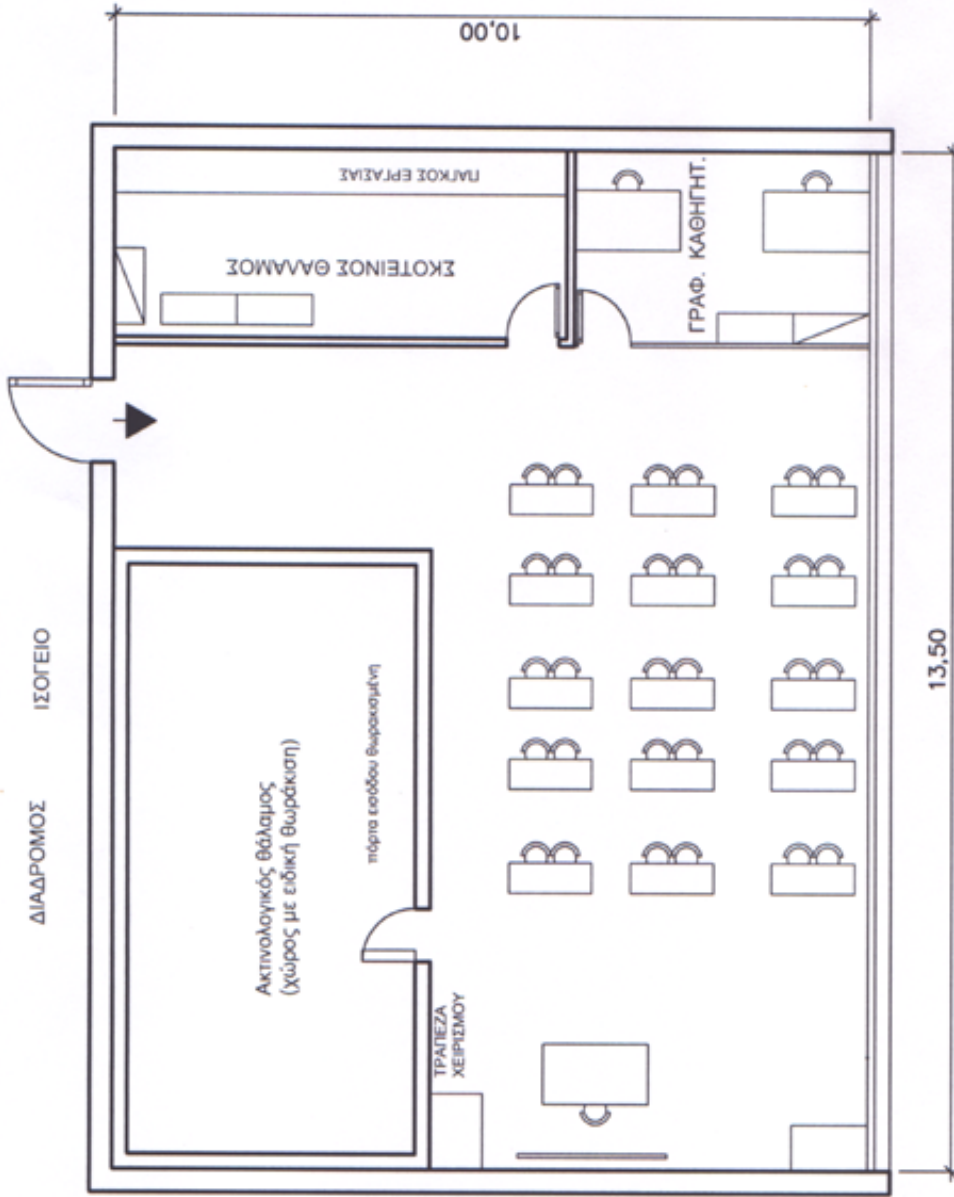 ΔΙΑΔΡΟΜΟΣ ΙΣΟΓΕΙΟ
Ακτινολογικός θάλαμος
(χώρος με ειδική θωράκιση)
πόρτα εισόδου θωρακισμένη
ΤΡΑΠΕΖΑ
ΧΕΙΡΙΣΜΟΥ
ΣΚΟΤΕΙΝΟΣ ΘΑΛΑΜΟΣ
ΠΑΓΚΟΣ ΕΡΓΑΣΙΑΣ
ΓΡΑΦ. ΚΑΘΗΓΗΤ.
10,00
13,50